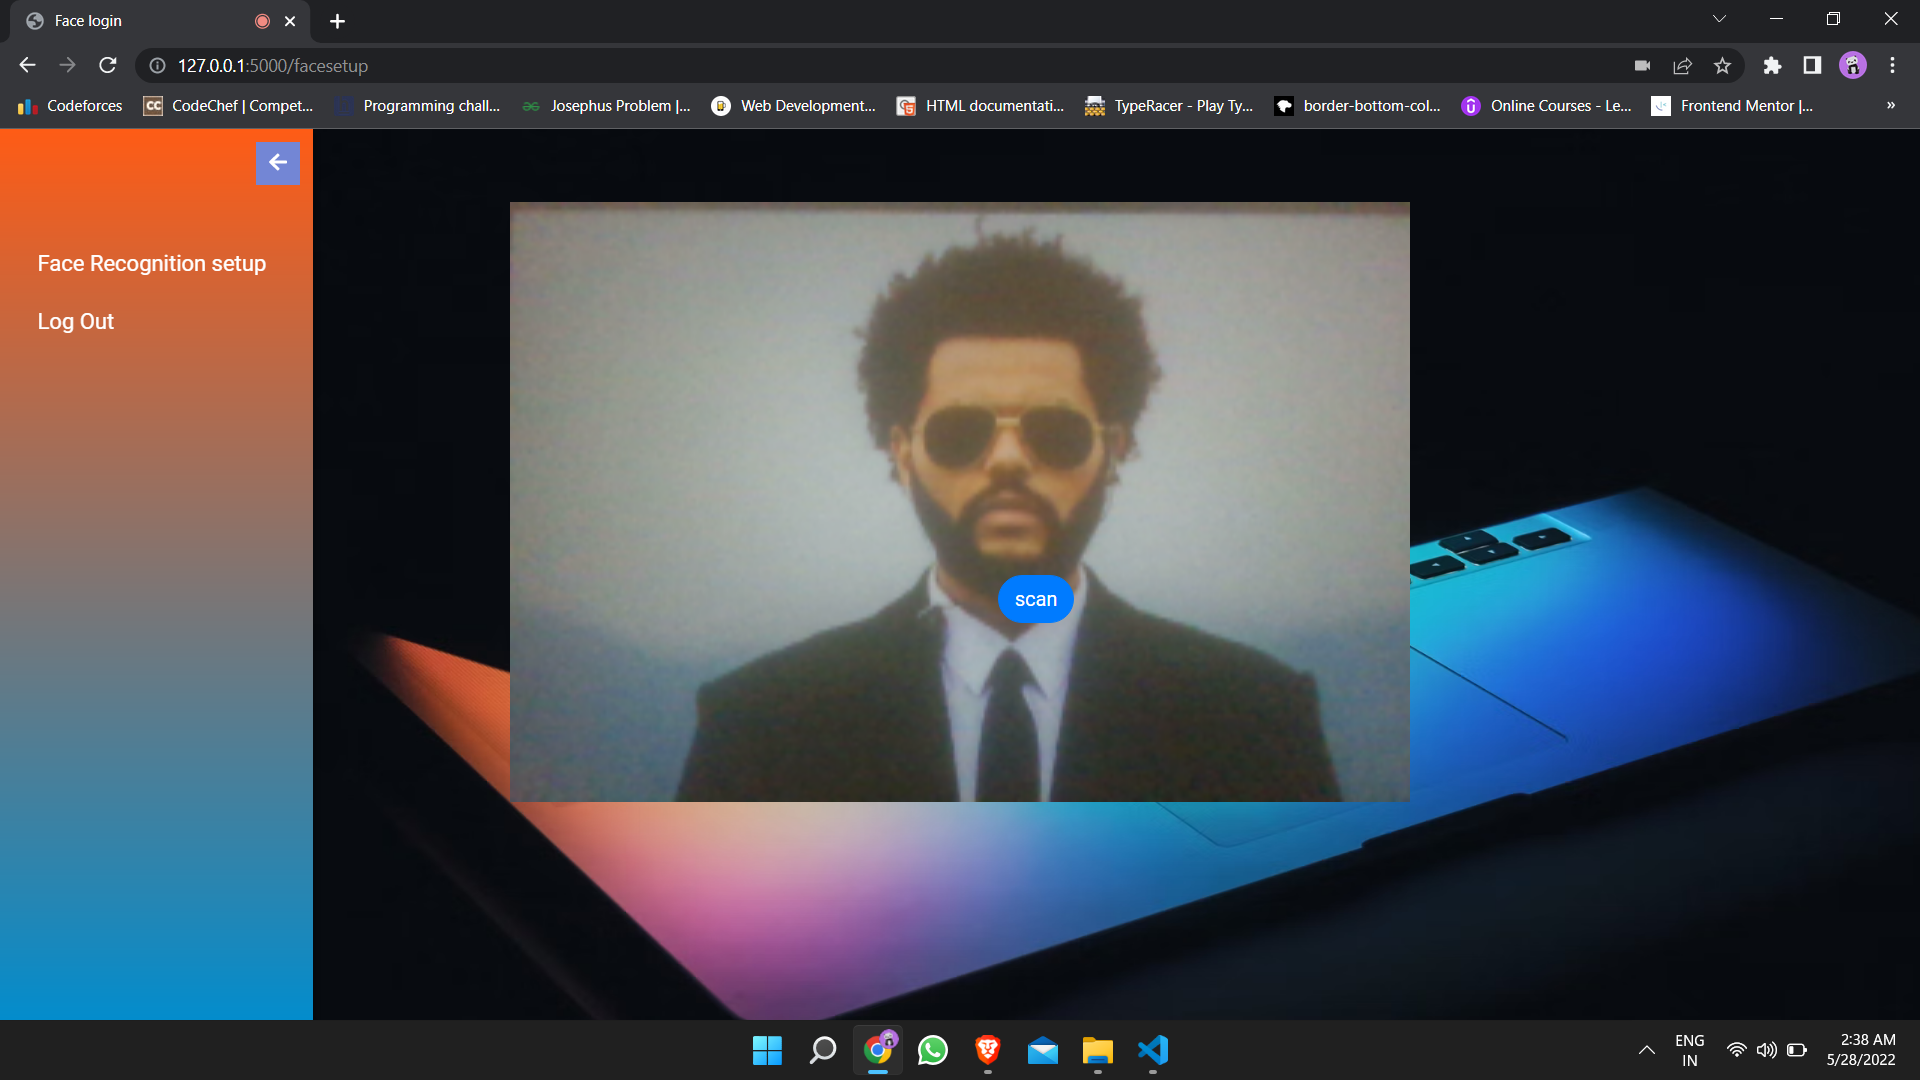 Face login
127.0.0.1:5000/facesetup
Codeforces
CC
CodeChef | Compet...
Programming chall...
Josephus Problem |...
Web Development...
HTML documentati...
TypeRacer - Play Ty...
border-bottom-col...
Online Courses - Le...
Frontend Mentor |...
»
Face Recognition setup
Log Out
scan
ENG
IN
2:38 AM
5/28/2022